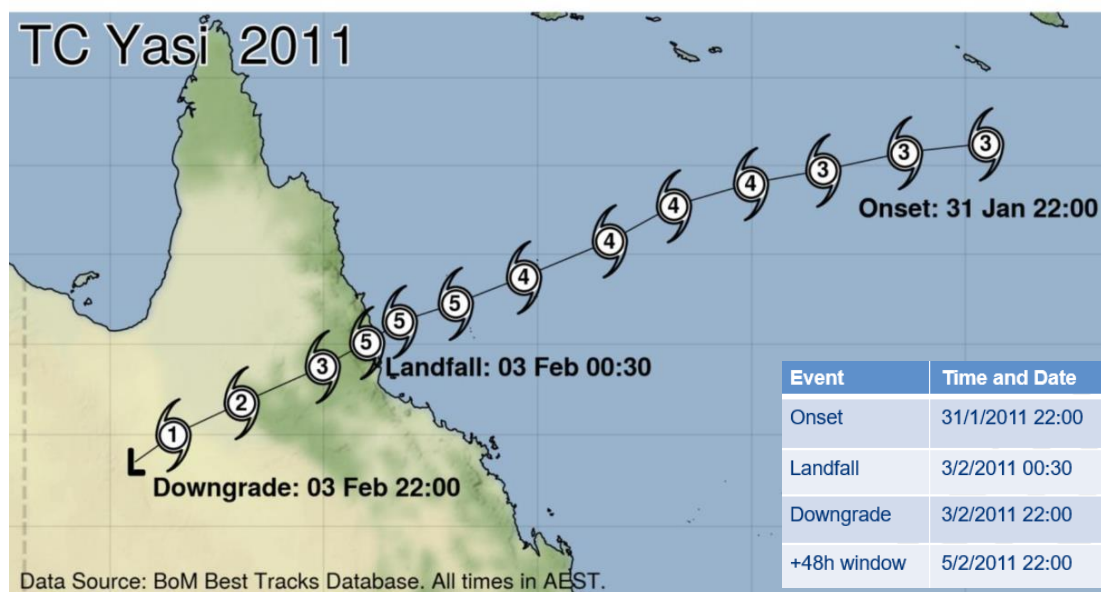 TC Yasi 2011
3
3
3
4
4
4
4
5
5
5
3
2
1
L
Onset: 31 Jan 22:00
Landfall: 03 Feb 00:30
Downgrade: 03 Feb 22:00
Event Time and Date
Onset 31/1/2011 22:00
Landfall 3/2/2011 00:30
Downgrade 3/2/2011 22:00
+48h window 5/2/2011 22:00
Data Source: BoM Best Tracks Database. All times in AEST.